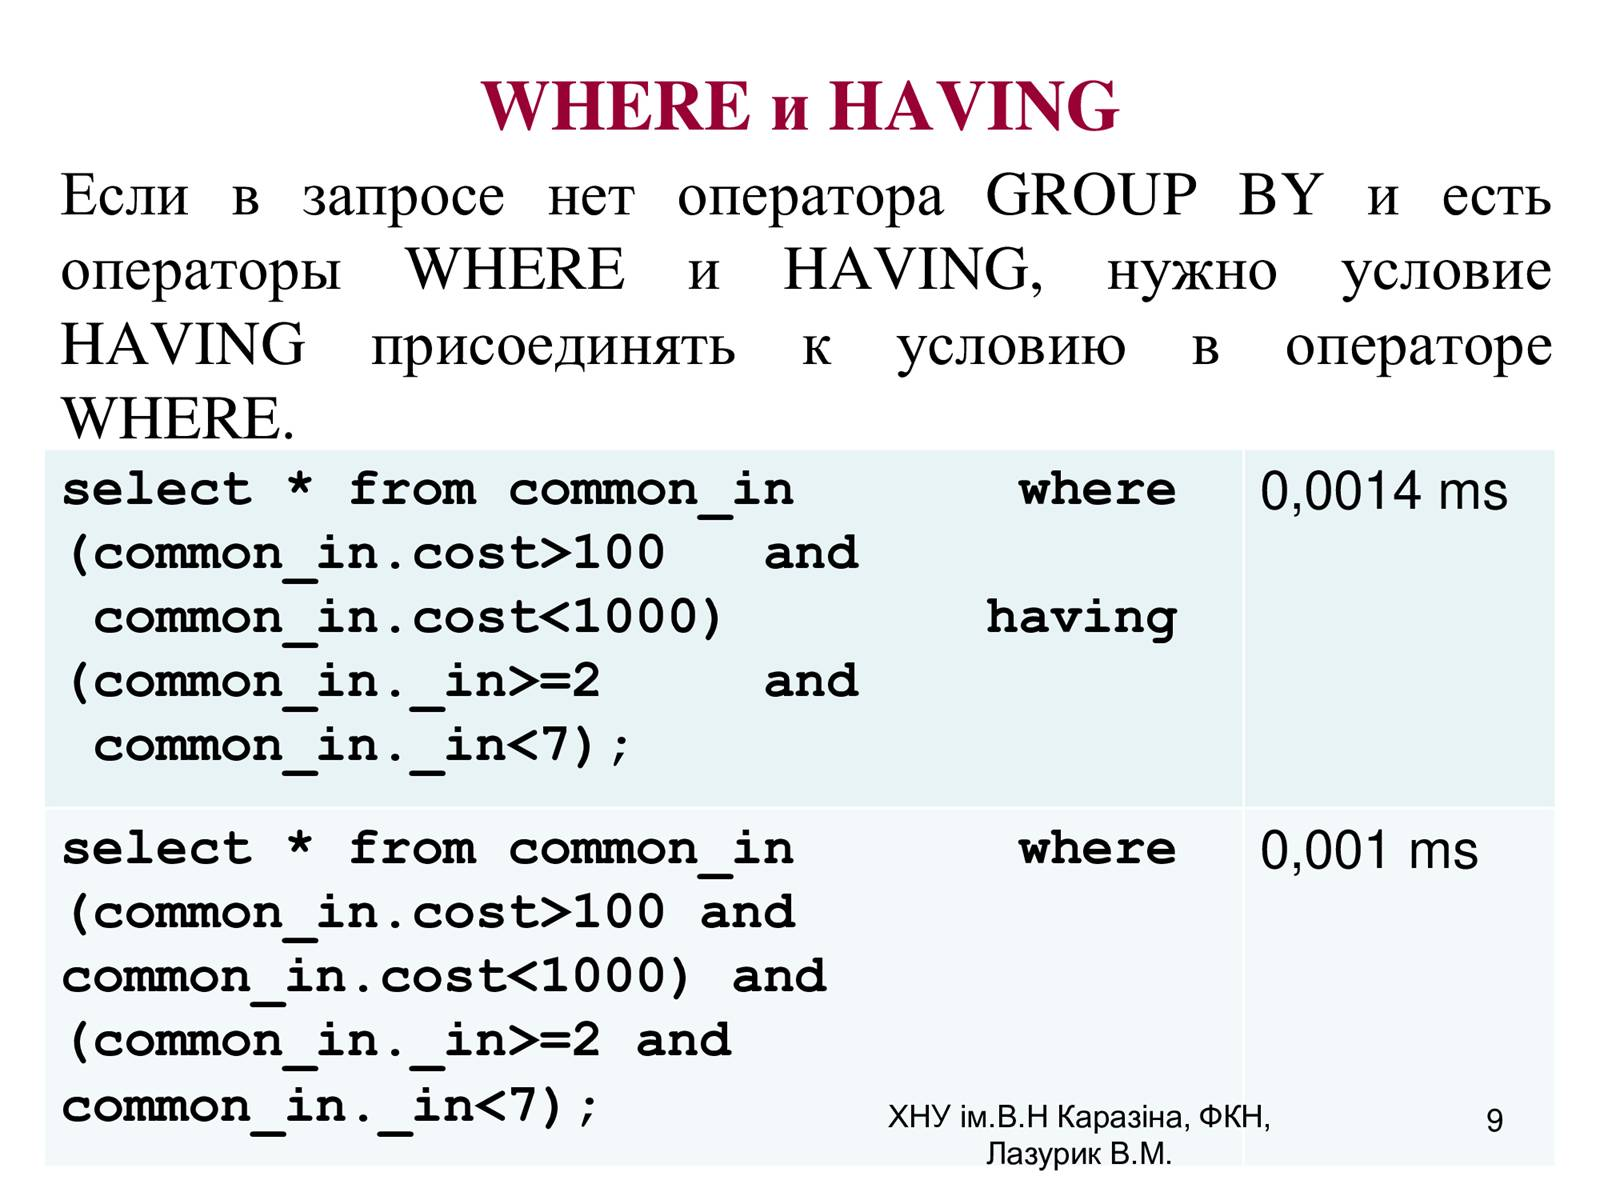 WHERE и HAVING
Если в запросе нет оператора GROUP BY и есть
операторы WHERE и HAVING, нужно условие
HAVING присоединять к условию в операторе
WHERE.
select * from common_in where
(common_in.cost>100 and
common_in.cost<1000) having
(common_in._in>=2 and
common_in._in<7);
0,0014 ms
select * from common_in where
(common_in.cost>100 and
common_in.cost<1000) and
(common_in._in>=2 and
common_in._in<7);
0,001 ms
ХНУ ім.В.Н Каразіна, ФКН,
Лазурик В.М.
9